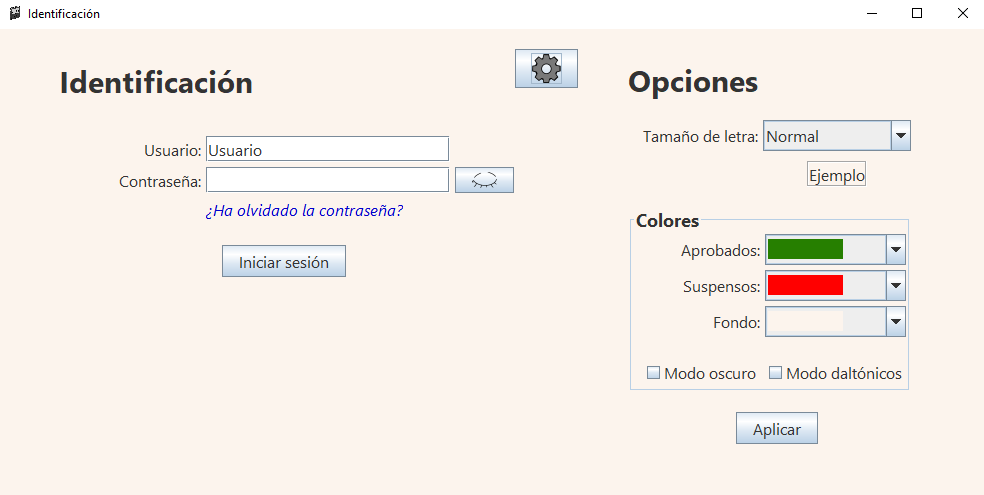 Identificación
Identificación
Usuario: Usuario
Contraseña:
¿Ha olvidado la contraseña?
Iniciar sesión
Opciones
Tamaño de letra: Normal
Ejemplo
Colores
Aprobados:
Suspensos:
Fondo:
Modo oscuro Modo daltónicos
Aplicar